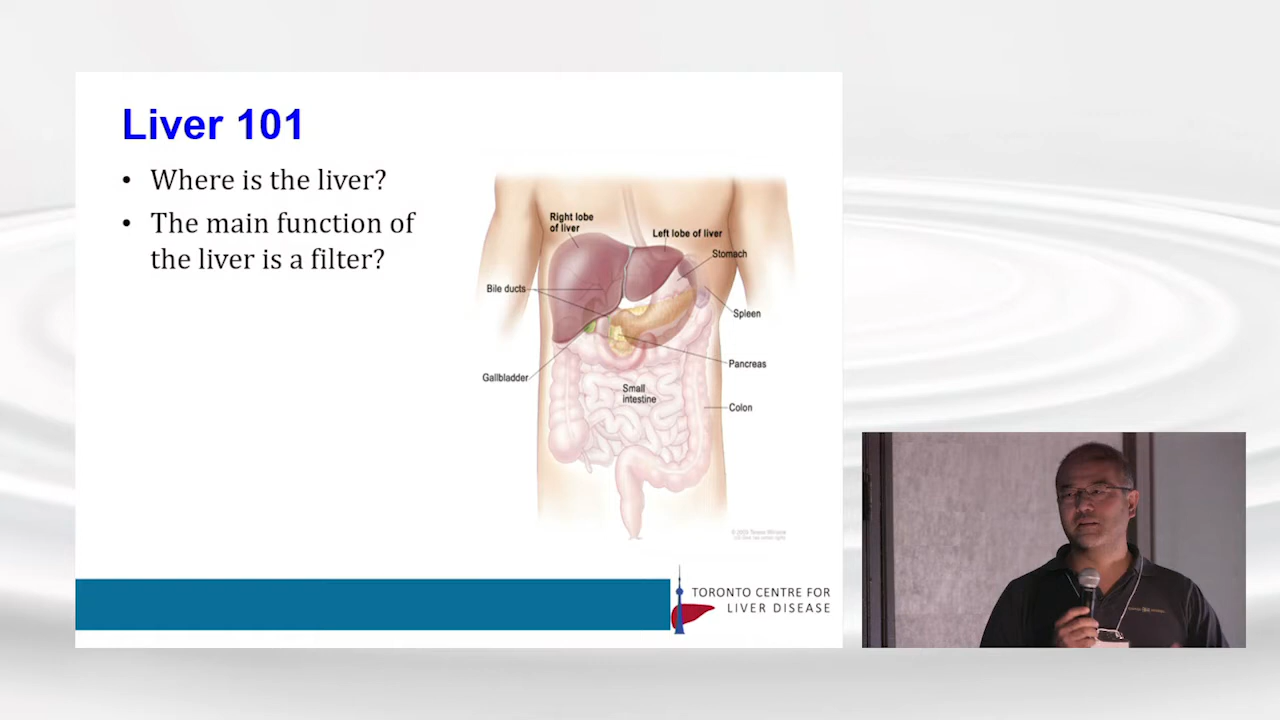 Liver 101
• Where is the liver?
• The main function of
the liver is a filter?
Right lobe
of liver
Left lobe of liver
Stomach
Bile ducts
Spleen
Pancreas
Gallbladder
Small
intestine
Colon
TORONTO CENTRE FOR
LIVER DISEASE